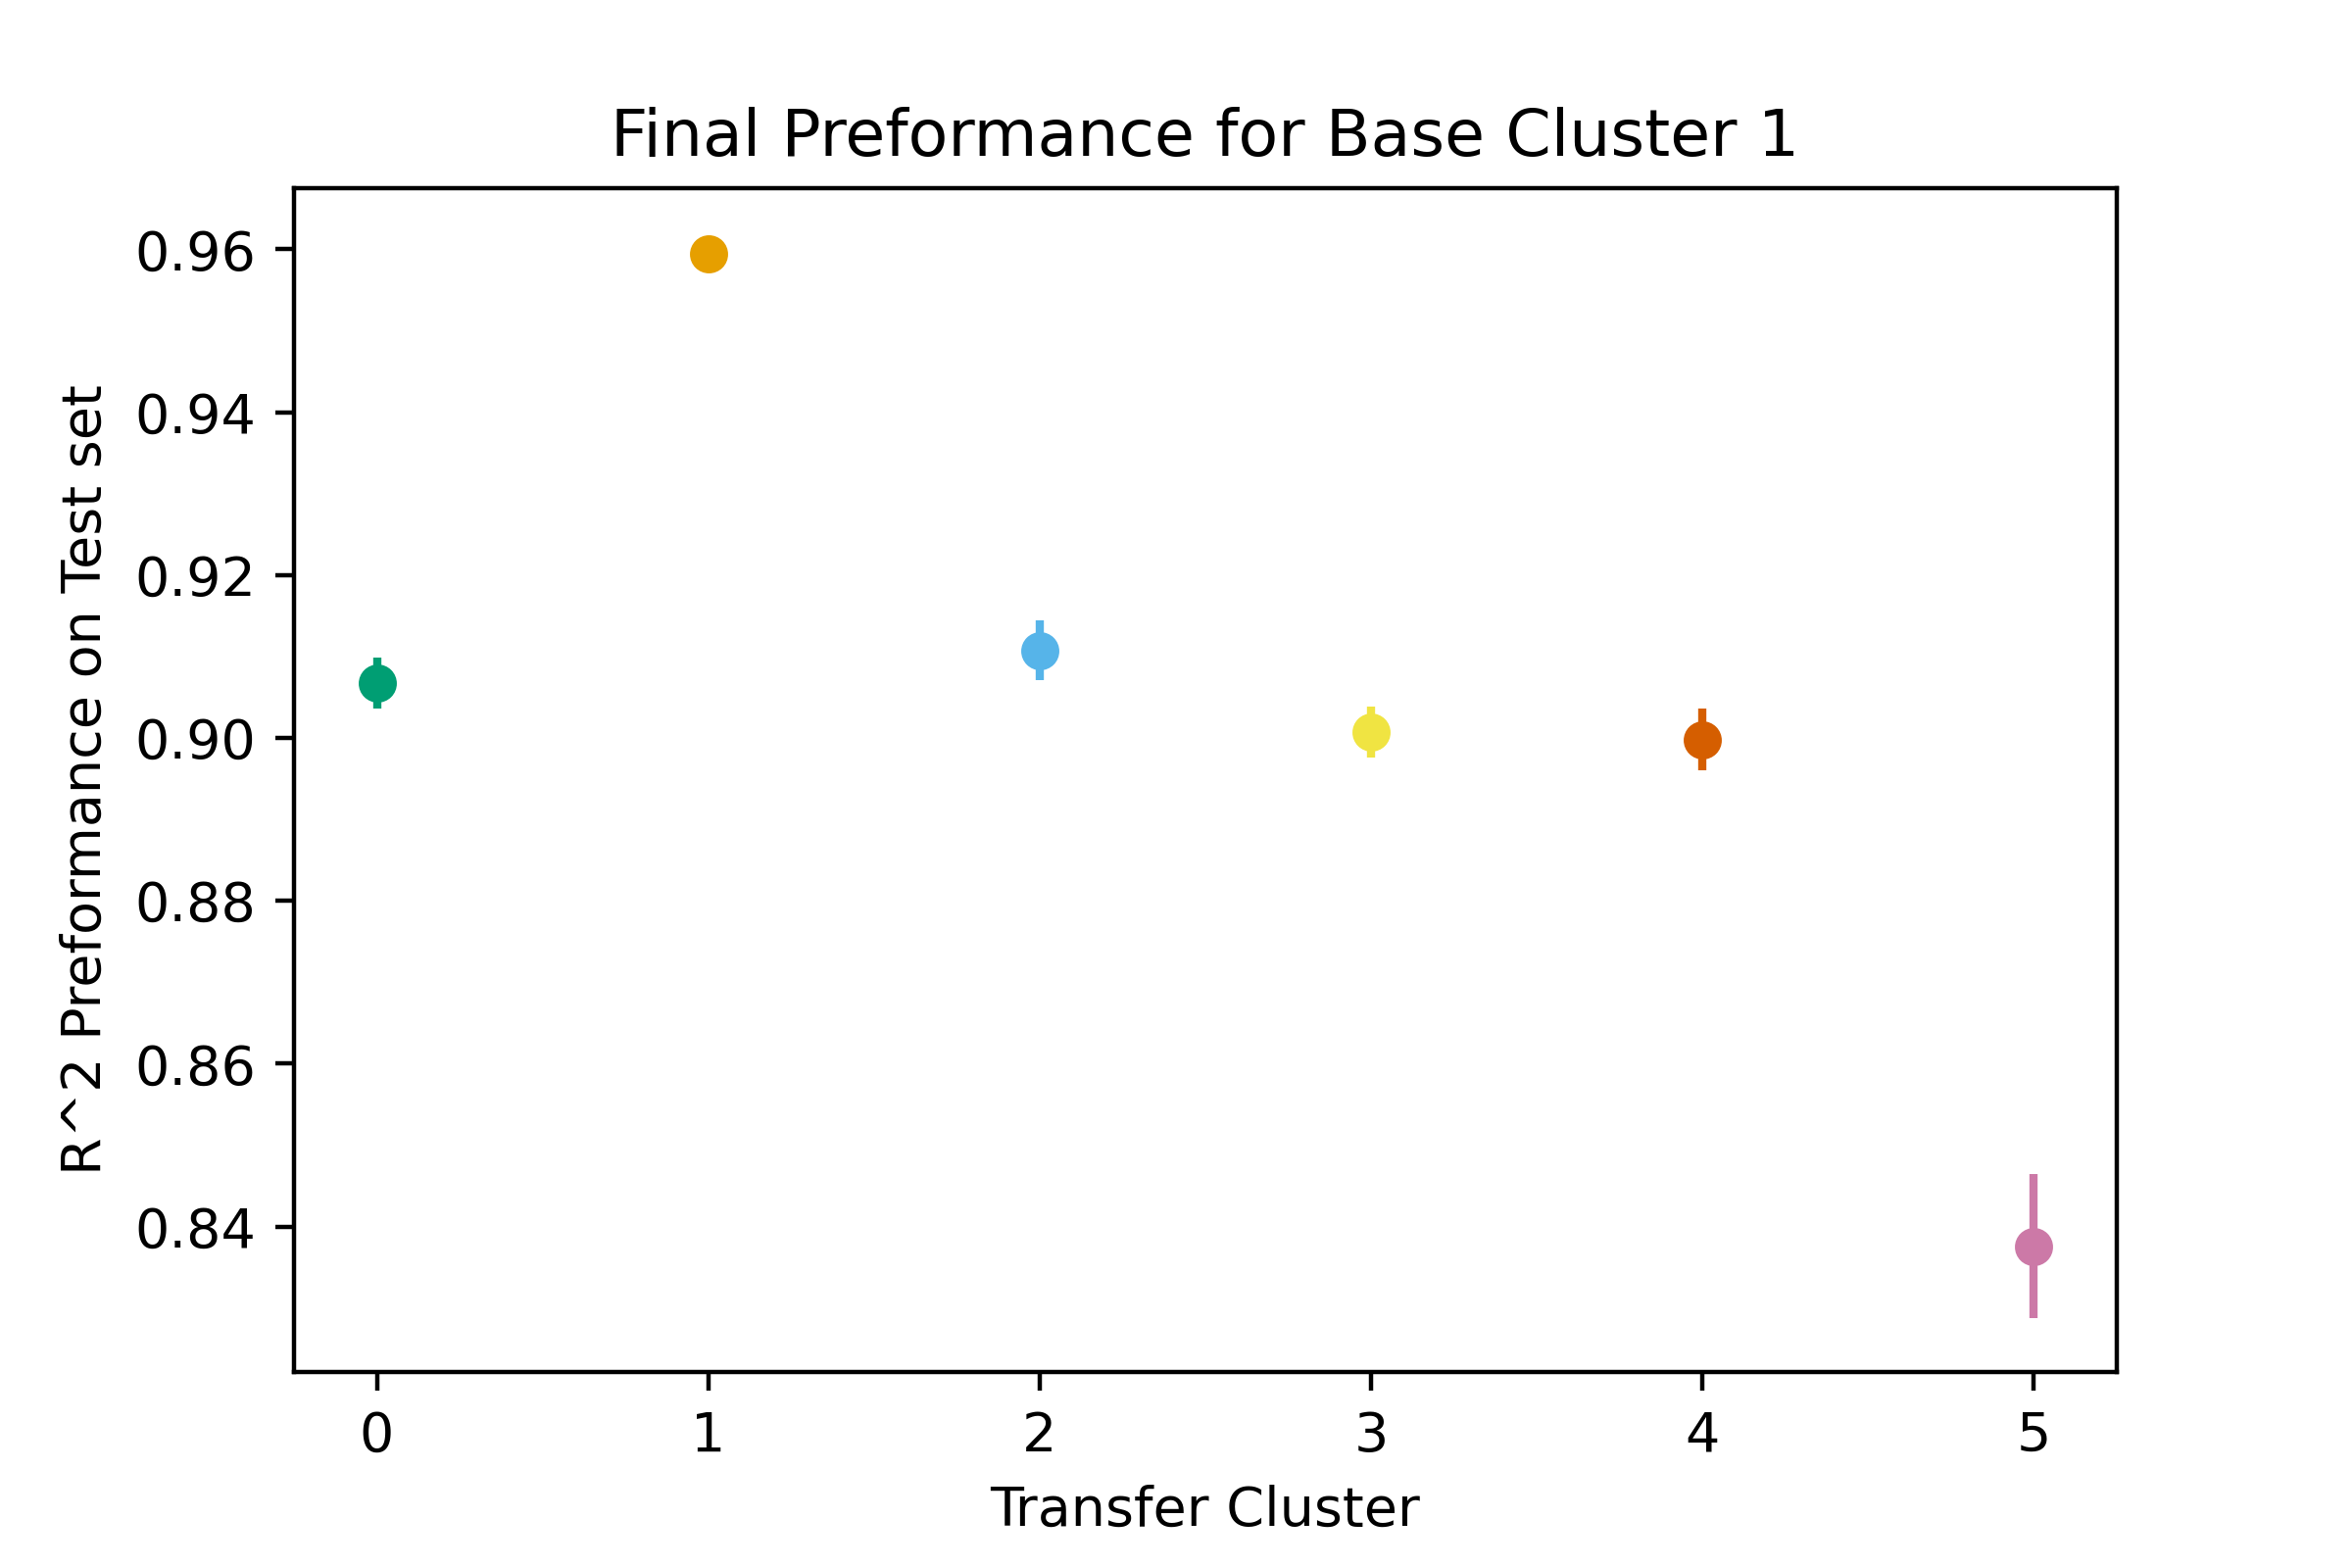 Final Preformance for Base Cluster 1
R^2 Preformance on Test set
0.96
0.94
0.92
0.90
0.88
0.86
0.84
0 1 2 3 4 5
Transfer Cluster